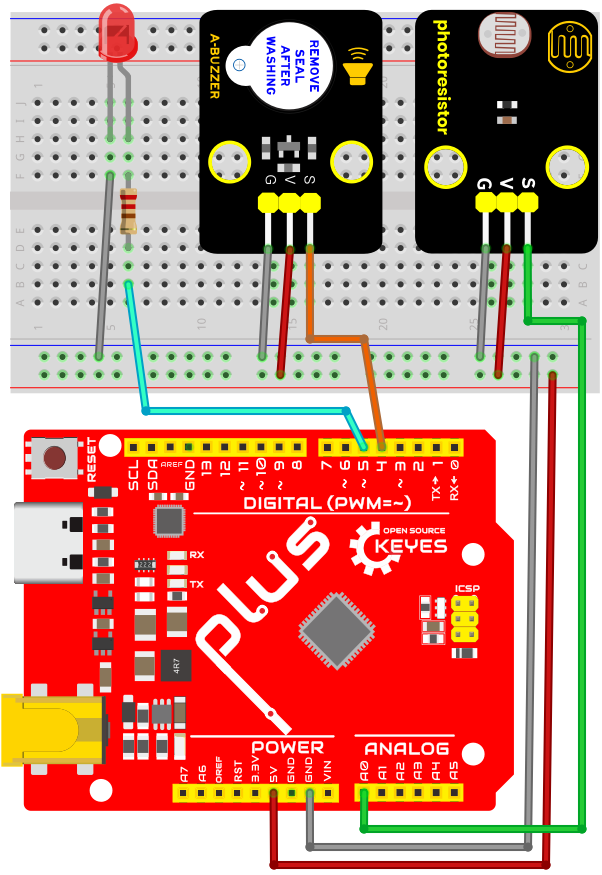 A-BUZZER
REMOVE
SEAL
AFTER
WASHING
G V S
photoresistor
G V S
J
I
H
G
F
E
D
C
B
A
1
5
10
15
20
25
RESET
SCL
SDA
AREF
GND
13
12
~11
~10
~9
8
7
~6
~5
4
~3
2
TX→1
RX←0
DIGITAL (PWM=~)
OPEN SOURCE
KEYES
RX
TX
plus
ICSP
4R7
222
POWER
ANALOG
A7
A6
OREF
RST
3.3V
5V
GND
GND
VIN
A0
A1
A2
A3
A4
A5